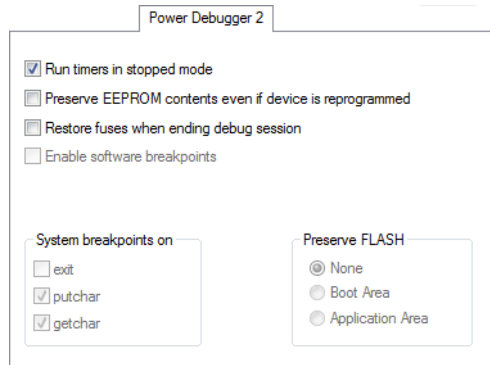 Power Debugger 2
Run timers in stopped mode
Preserve EEPROM contents even if device is reprogrammed
Restore fuses when ending debug session
Enable software breakpoints
System breakpoints on
exit
putchar
getchar
Preserve FLASH
None
Boot Area
Application Area